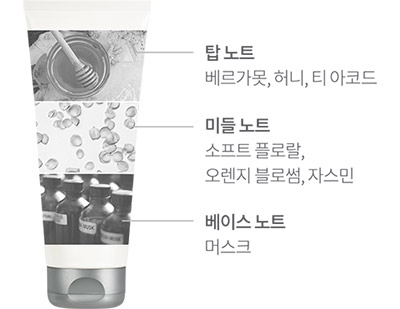 탑 노트
베르가못, 허니, 티 아코드
미들 노트
소프트 플로랄,
오렌지 블로썸, 자스민
베이스 노트
머스크
MUSK